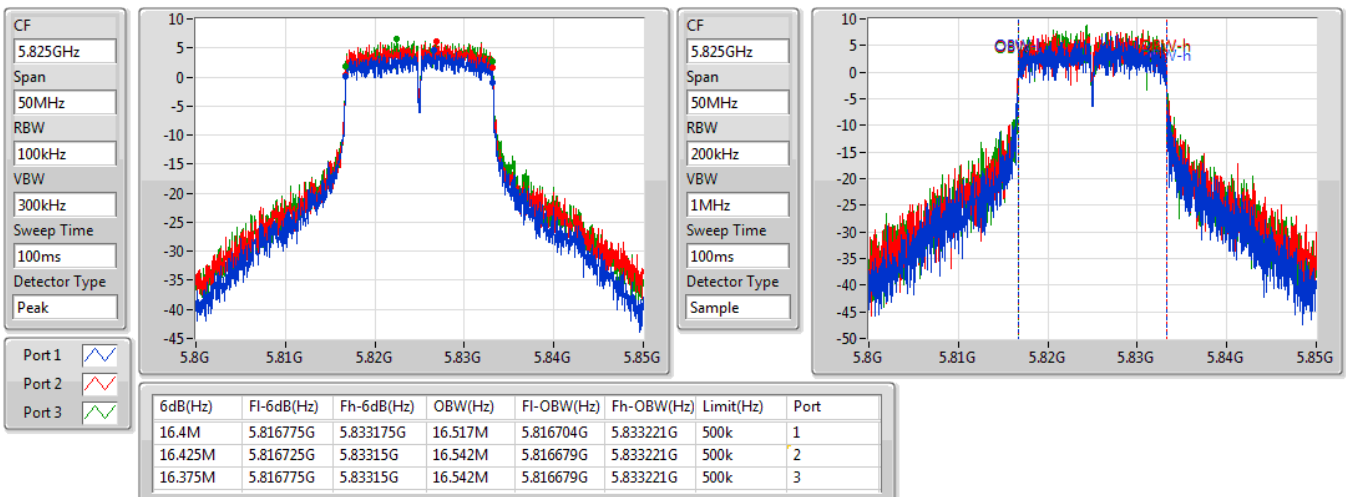 CF
5.825GHz
Span
50MHz
RBW
100kHz
VBW
300kHz
Sweep Time
100ms
Detector Type
Peak
10-
5-
0-
-5-
-10-
-15-
-20-
-25-
-30-
-35-
-40-
-45-
5.8G 5.81G 5.82G 5.83G 5.84G 5.85G
CF
5.825GHz
Span
50MHz
RBW
200kHz
VBW
1MHz
Sweep Time
100ms
Detector Type
Sample
10-
5-
0-
-5-
-10-
-15-
-20-
-25-
-30-
-35-
-40-
-45-
-50-
5.8G 5.81G 5.82G 5.83G 5.84G 5.85G
Port 1
Port 2
Port 3
6dB(Hz) Fl-6dB(Hz) Fh-6dB(Hz) OBW(Hz) Fl-OBW(Hz) Fh-OBW(Hz) Limit(Hz) Port
16.4M 5.816775G 5.833175G 16.517M 5.816704G 5.833221G 500k 1
16.425M 5.816725G 5.83315G 16.542M 5.816679G 5.833221G 500k 2
16.375M 5.816775G 5.83315G 16.542M 5.816679G 5.833221G 500k 3